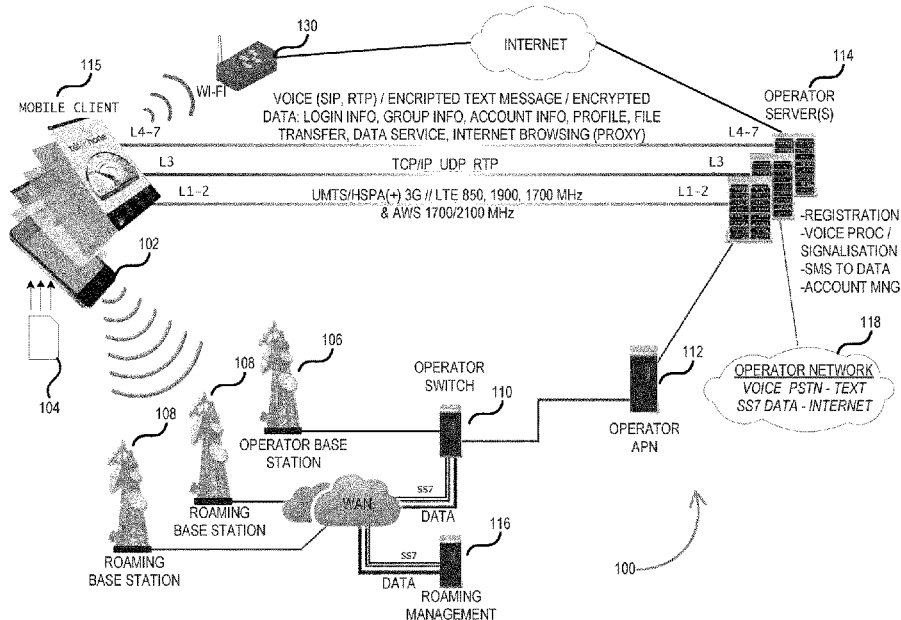 130
INTERNET
115
114
WI-FI
MOBILE CLIENT
OPERATOR
SERVER(S)
VOICE (SIP, RTP) / ENCRIPTED TEXT MESSAGE / ENCRYPTED
DATA: LOGIN INFO, GROUP INFO, ACCOUNT INFO, PROFILE, FILE
TRANSFER, DATA SERVICE, INTERNET BROWSING (PROXY)
L4-7
L4-7
L3
TCP/IP UDP RTP
L3
L1-2
UMTS/HSPA(+) 3G // LTE 850, 1900, 1700 MHz
& AWS 1700/2100 MHz
L1-2
-REGISTRATION
-VOICE PROC /
SIGNALISATION
-SMS TO DATA
-ACCOUNT MNG
102
104
106
108
108
OPERATOR
SWITCH
110
112
118
OPERATOR NETWORK
VOICE PSTN - TEXT
SS7 DATA - INTERNET
OPERATOR BASE
STATION
OPERATOR
APN
WAN
SS7
DATA
ROAMING
BASE STATION
ROAMING
BASE STATION
SS7
DATA
116
ROAMING
MANAGEMENT
100